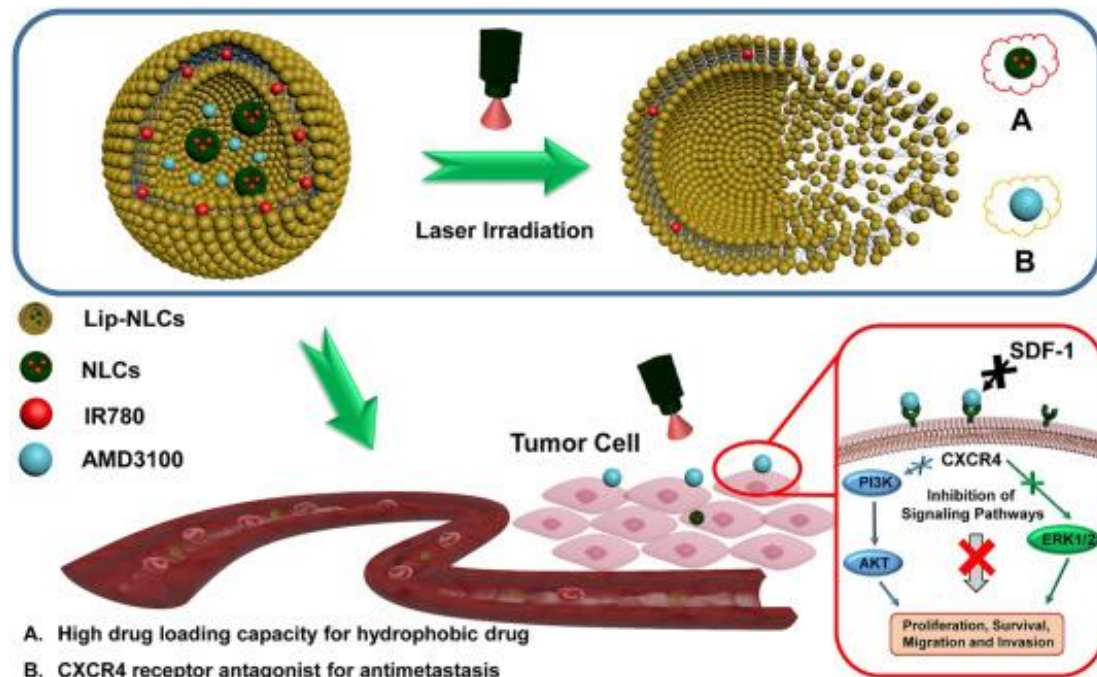 Laser Irradiation
A
B
Lip-NLCs
NLCs
IR780
AMD3100
Tumor Cell
SDF-1
CXCR4
PI3K
Inhibition of
Signaling Pathways
ERK1/2
AKT
Proliferation, Survival,
Migration and Invasion
A. High drug loading capacity for hydrophobic drug
B. CXCR4 receptor antagonist for antimetastasis